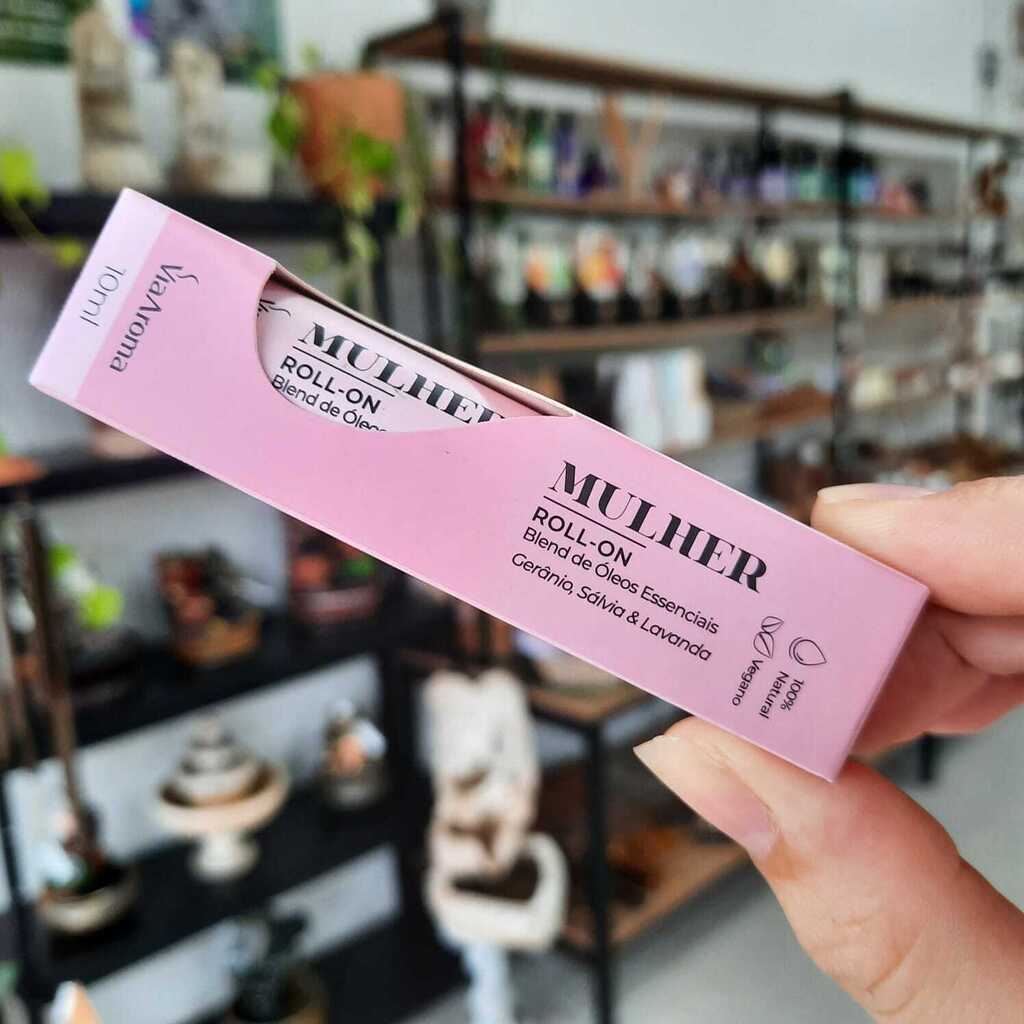 10ml
ViaAroma
MULHER
ROLL-ON
Blend de Óleos
MULHER
ROLL-ON
Blend de Óleos Essenciais
Gerânio, Sálvia & Lavanda
100%
Natural
Vegano